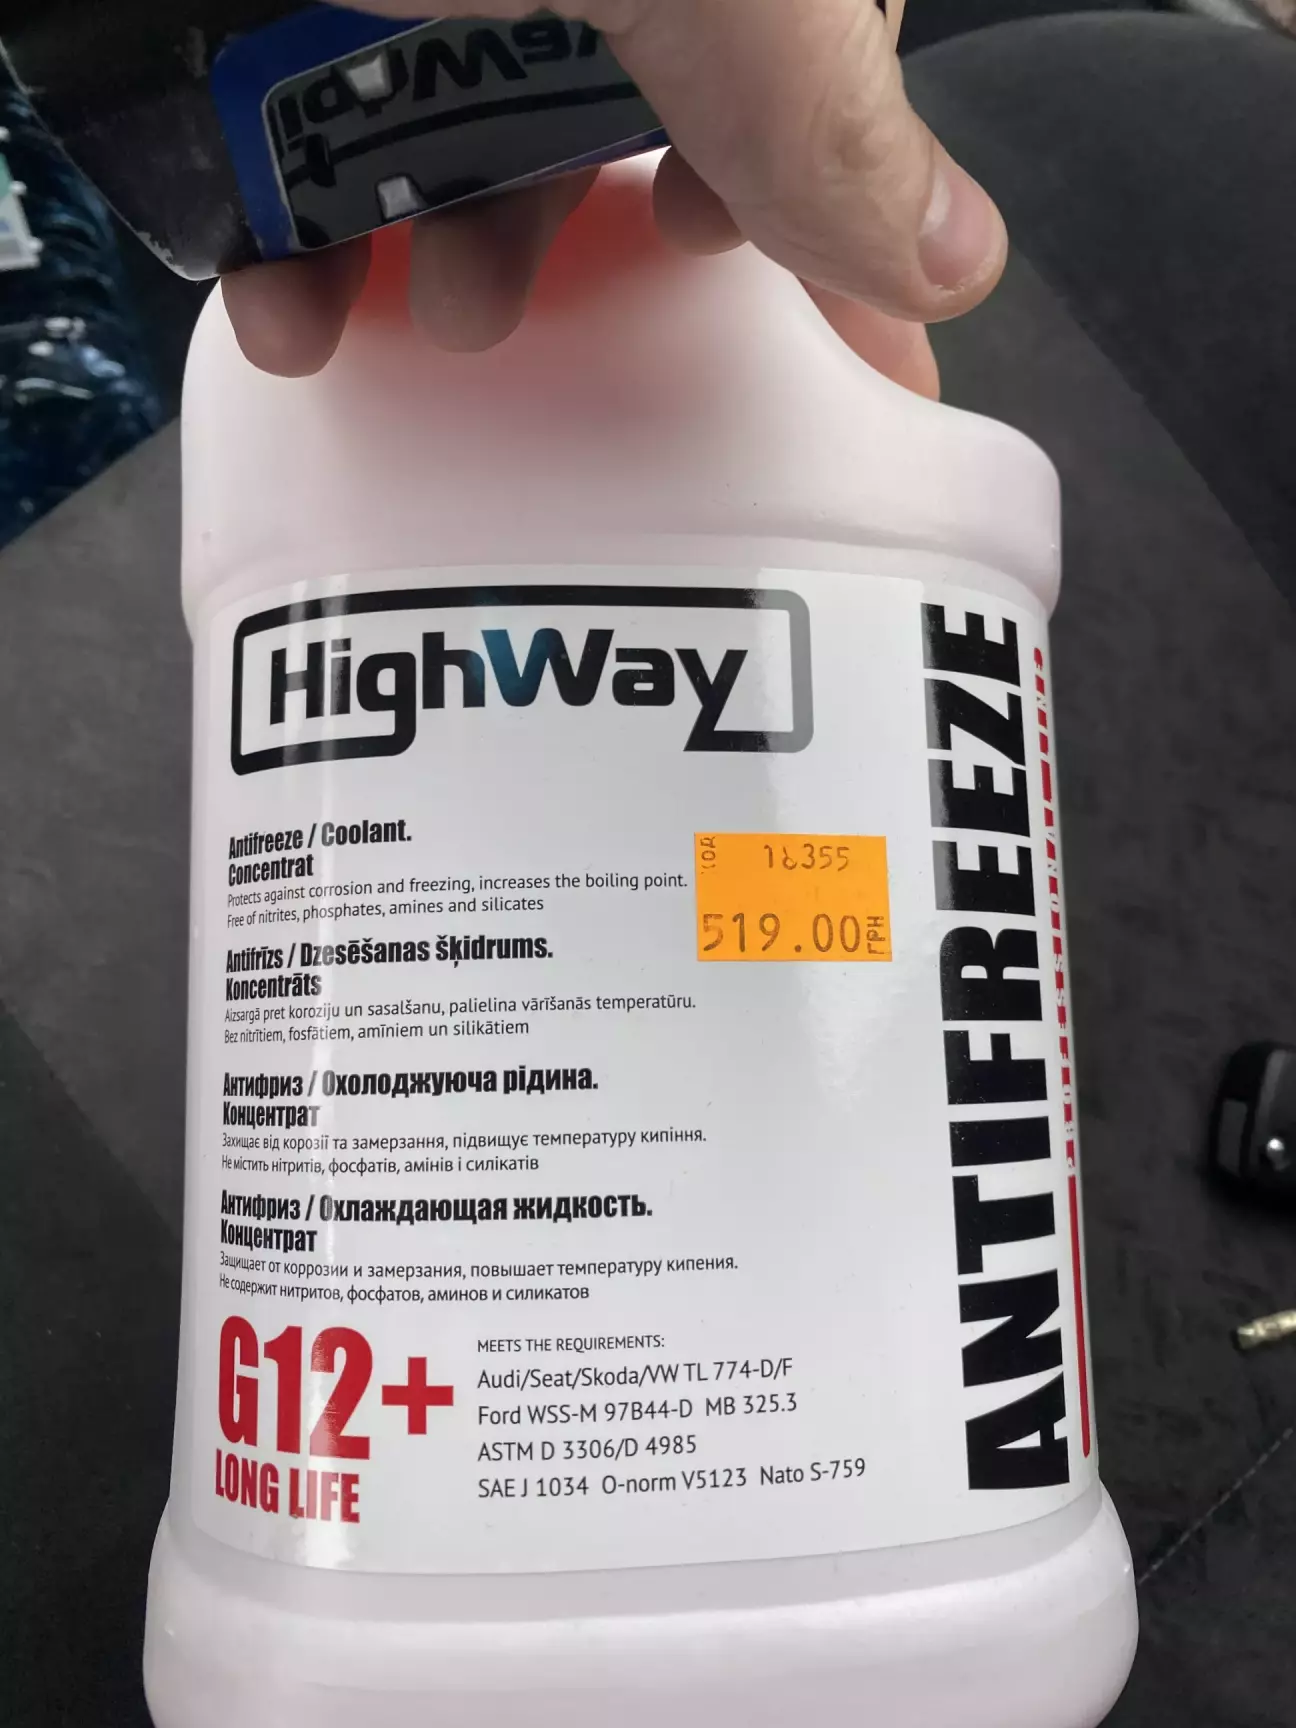 HighWay
Antifreeze / Coolant.
Concentrat
Protects against corrosion and freezing, increases the boiling point.
Free of nitrites, phosphates, amines and silicates
КОД 18355
519.00 ГРН
Antifrīzs / Dzesēšanas šķidrums.
Koncentrāts
Aizsargā pret koroziju un sasalšanu, palielina vārīšanās temperatūru.
Bez nitrītiem, fosfātiem, amīniem un silikātiem
Антифриз / Охолоджуюча рідина.
Концентрат
Захищає від корозії та замерзання, підвищує температуру кипіння.
Не містить нітритів, фосфатів, амінів і силікатів
Антифриз / Охлаждающая жидкость.
Концентрат
Защищает от коррозии и замерзания, повышает температуру кипения.
Не содержит нитритов, фосфатов, аминов и силикатов
G12+
LONG LIFE
MEETS THE REQUIREMENTS:
Audi/Seat/Skoda/VW TL 774-D/F
Ford WSS-M 97B44-D MB 325.3
ASTM D 3306/D 4985
SAE J 1034 O-norm V5123 Nato S-759
ANTIFREEZE